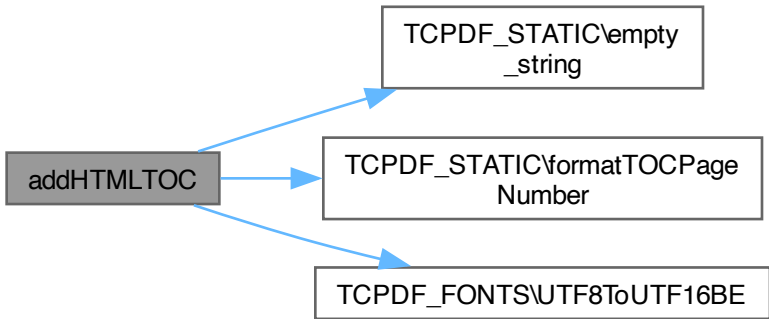 TCPDF_STATIC\empty
_string
addHTMLTOC
TCPDF_STATIC\formatTOCPage
Number
TCPDF_FONTS\UTF8ToUTF16BE